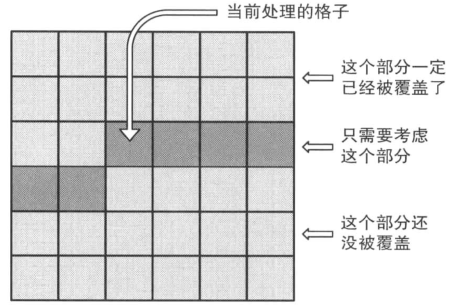 当前处理的格子
这个部分一定
已经被覆盖了
只需要考虑
这个部分
这个部分还
没被覆盖